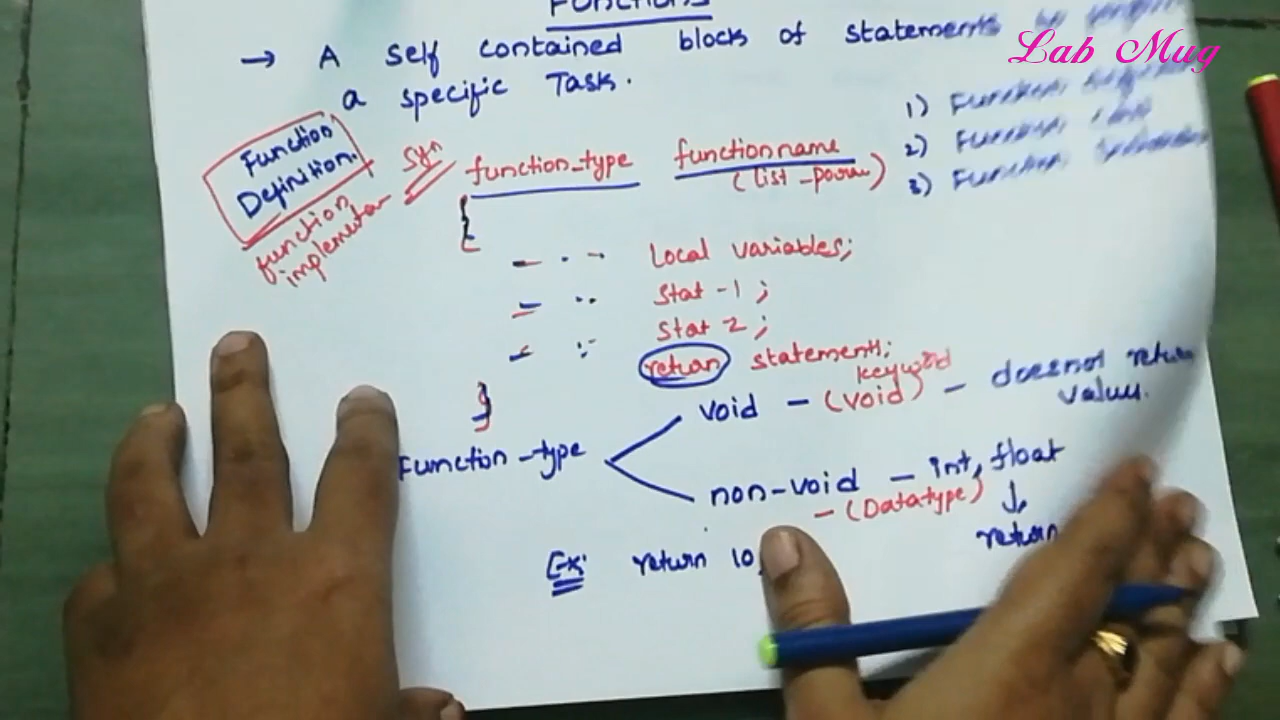 Functions
Lab Mug
→ A self contained block of statements
a specific Task.
1) Function
2) Function
3) Function
Function
Definition.
function
implementor
Syn
function_type functionname
(list_param)
{
Local variables;
Stat -1 ;
Stat 2 ;
return statements;
}
Function -type
void - (void) - doesnot return
keyword
value.
non-void - int, float
- (Datatype)
return
Ex: return 10